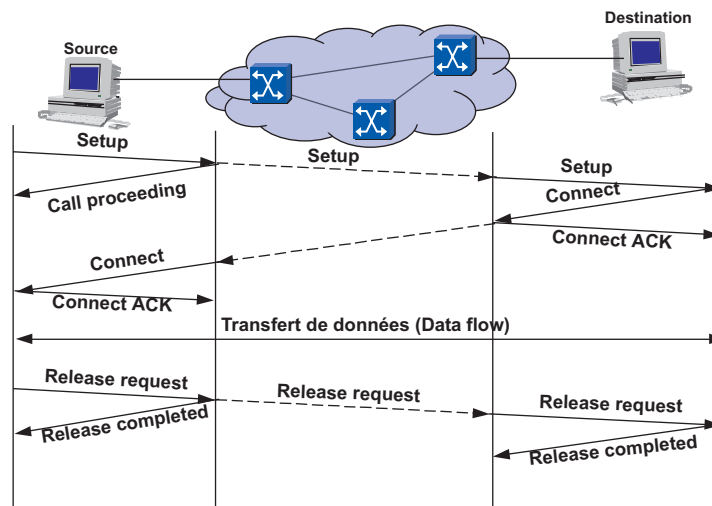 Destination
Source
Setup
Setup
Setup
Call proceeding
Connect
Connect ACK
Connect
Connect ACK
Transfert de données (Data flow)
Release request
Release request
Release request
Release completed
Release completed